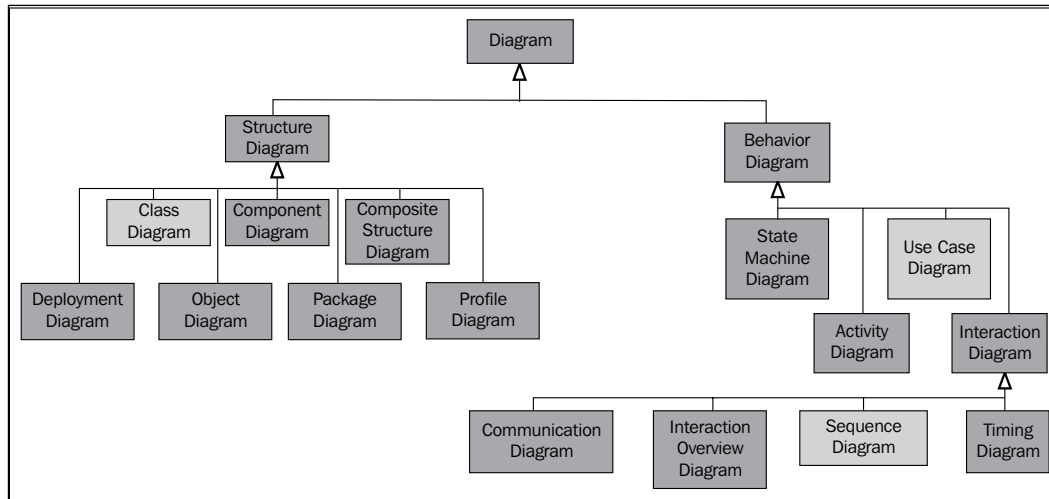 Diagram
Structure
Diagram
Behavior
Diagram
Class
Diagram
Component
Diagram
Composite
Structure
Diagram
State
Machine
Diagram
Use Case
Diagram
Deployment
Diagram
Object
Diagram
Package
Diagram
Profile
Diagram
Activity
Diagram
Interaction
Diagram
Communication
Diagram
Interaction
Overview
Diagram
Sequence
Diagram
Timing
Diagram